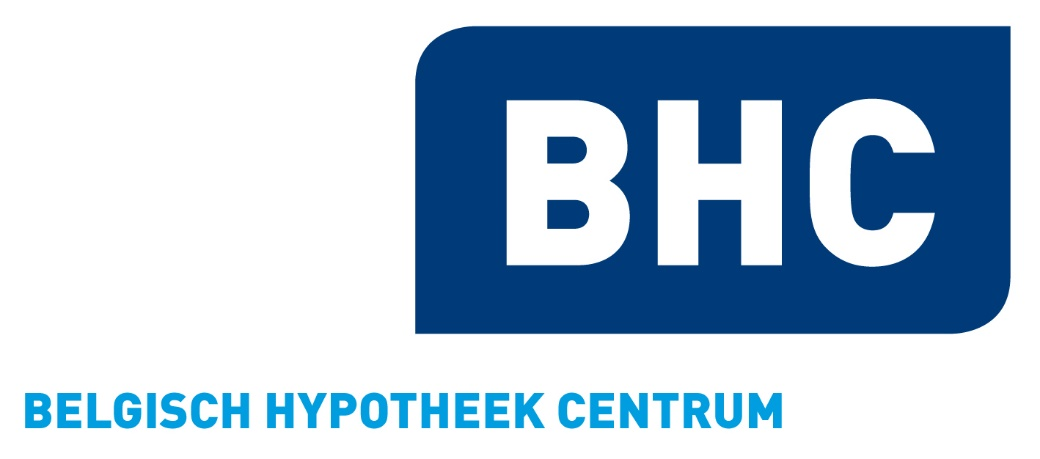 BHC
BELGISCH HYPOTHEEK CENTRUM